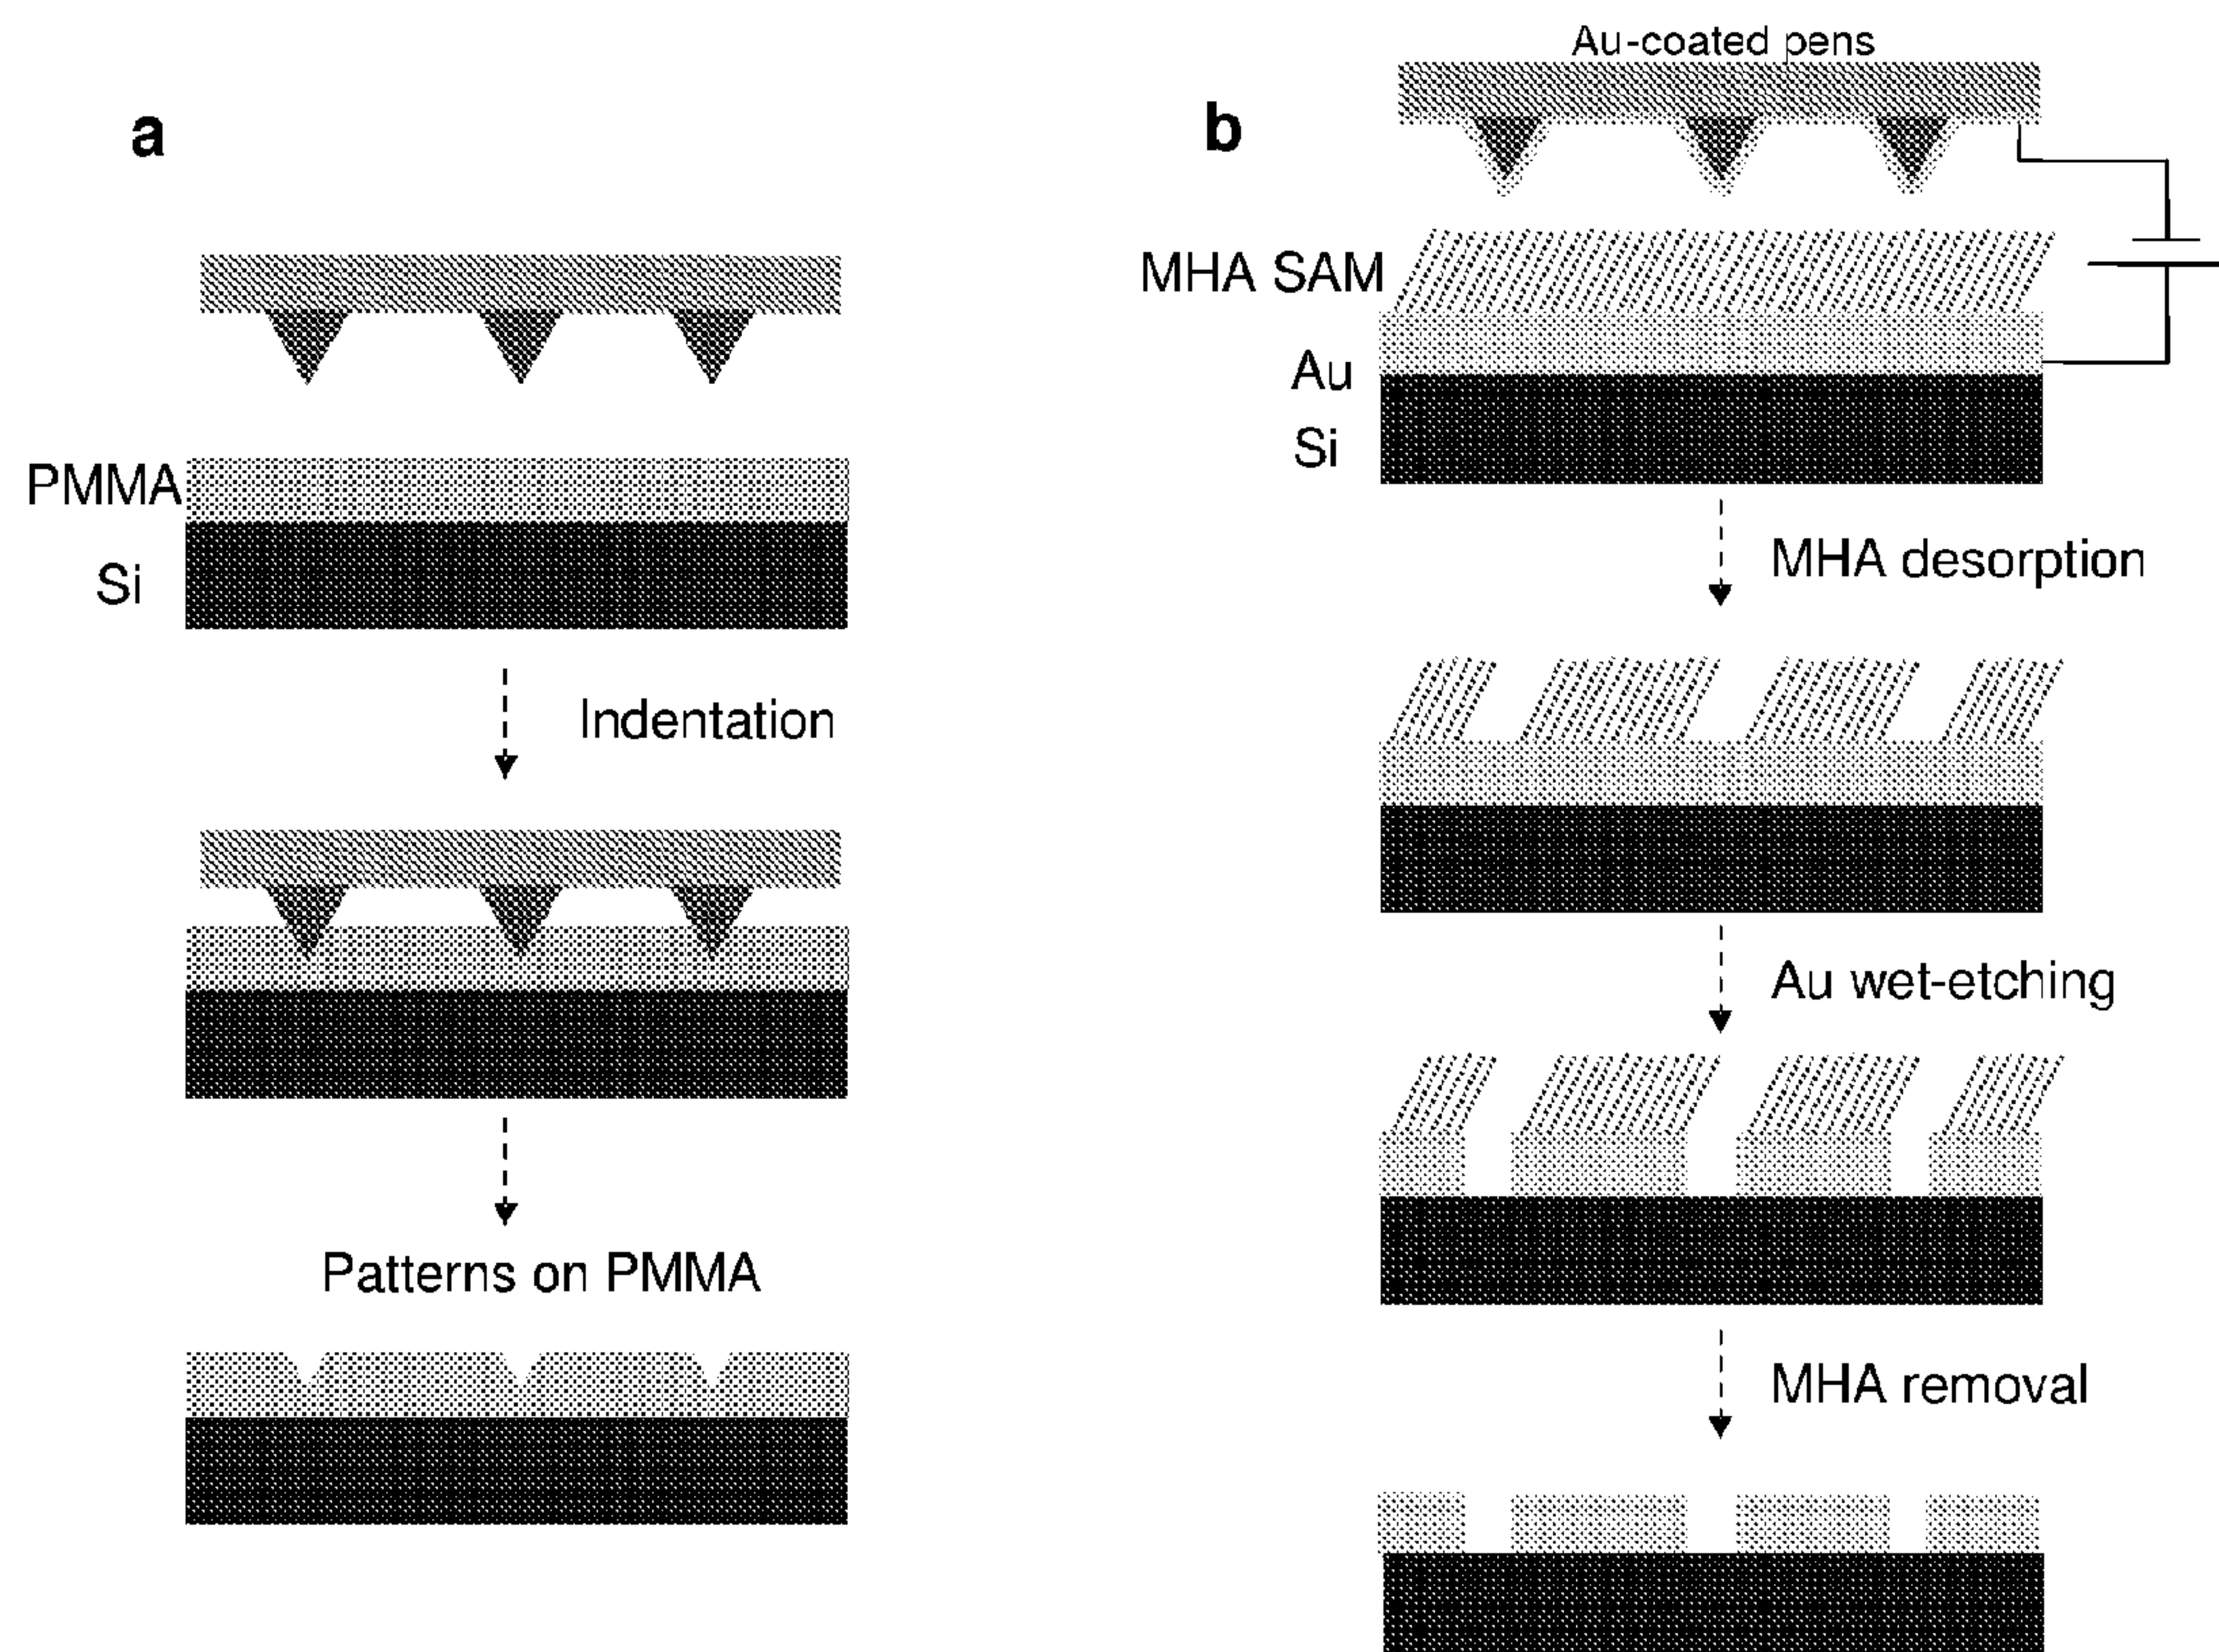 a
PMMA
Si
Indentation
Patterns on PMMA
b
Au-coated pens
MHA SAM
Au
Si
MHA desorption
Au wet-etching
MHA removal